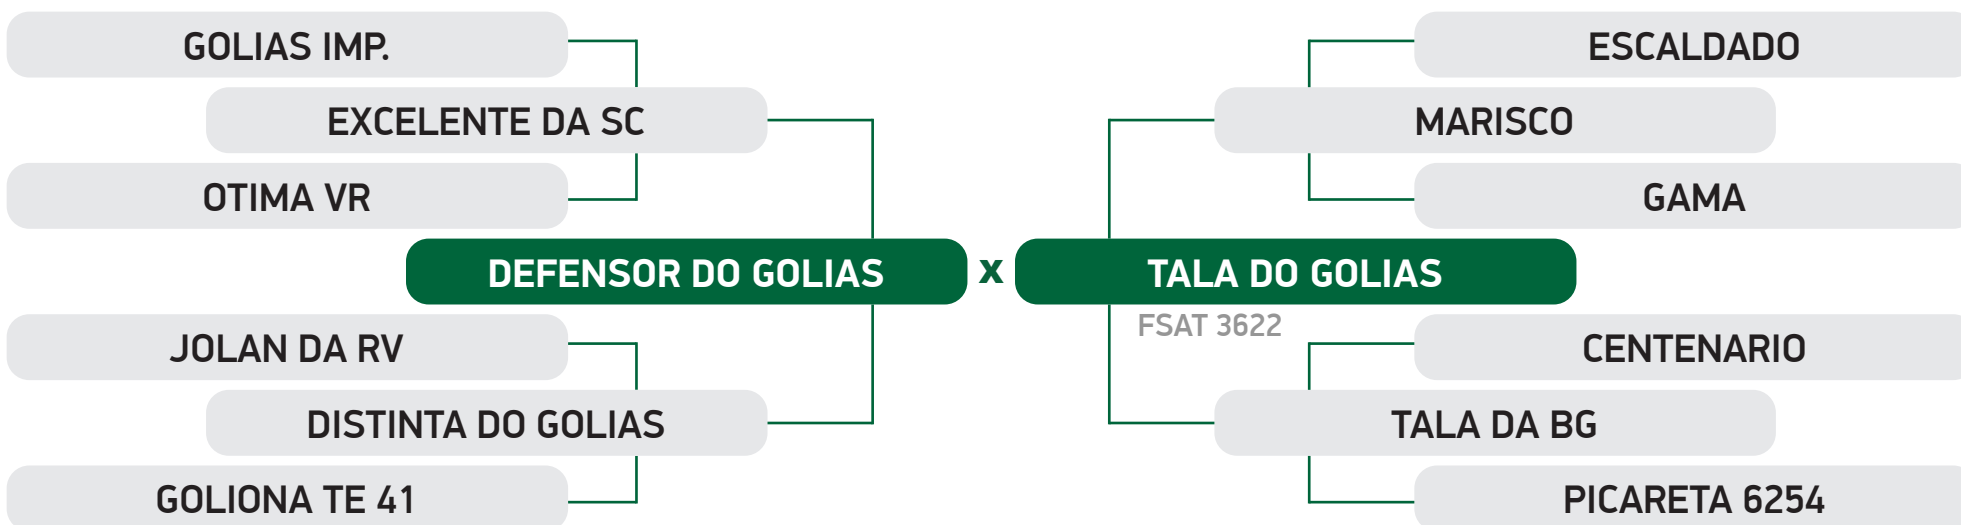 GOLIAS IMP.
ESCALDADO
EXCELENTE DA SC
MARISCO
OTIMA VR
GAMA
DEFENSOR DO GOLIAS x TALA DO GOLIAS
FSAT 3622
JOLAN DA RV
CENTENARIO
DISTINTA DO GOLIAS
TALA DA BG
GOLIONA TE 41
PICARETA 6254